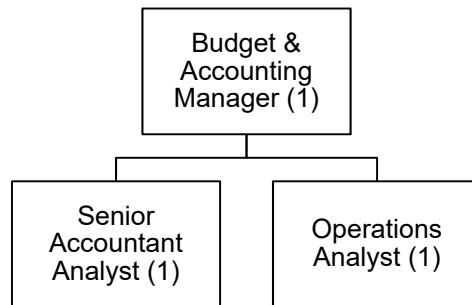 Budget &
Accounting
Manager (1)
Senior
Accountant
Analyst (1)
Operations
Analyst (1)